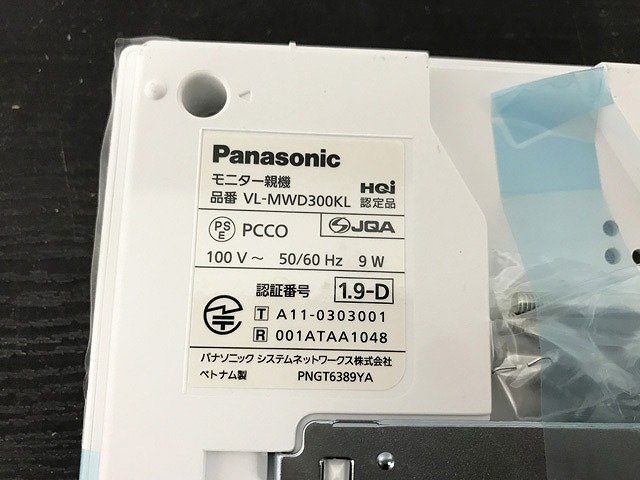 Panasonic
モニター親機
品番 VL-MWD300KL
HQi
認定品
PS
E
PCCO
JQA
100 V～ 50/60 Hz 9 W
認証番号 1.9-D
T A11-0303001
R 001ATAA1048
パナソニック システムネットワークス株式会社
ベトナム製 PNGT6389YA